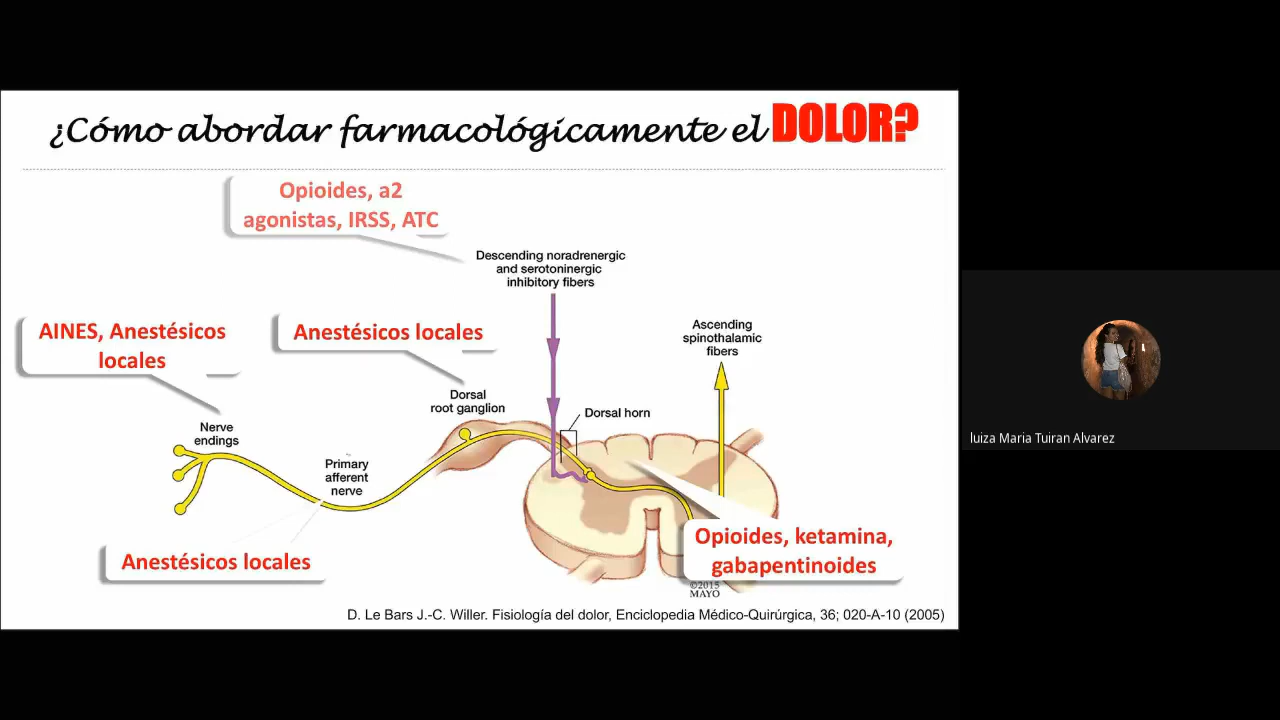 ¿Cómo abordar farmacológicamente el DOLOR?
Opioides, a2
agonistas, IRSS, ATC
Descending noradrenergic
and serotoninergic
inhibitory fibers
AINES, Anestésicos
locales
Anestésicos locales
Ascending
spinothalamic
fibers
Dorsal
root ganglion
Dorsal horn
Nerve
endings
Primary
afferent
nerve
Anestésicos locales
Opioides, ketamina,
gabapentinoides
©2015
MAYO
D. Le Bars J.-C. Willer. Fisiología del dolor, Enciclopedia Médico-Quirúrgica, 36; 020-A-10 (2005)
luiza Maria Tuiran Alvarez